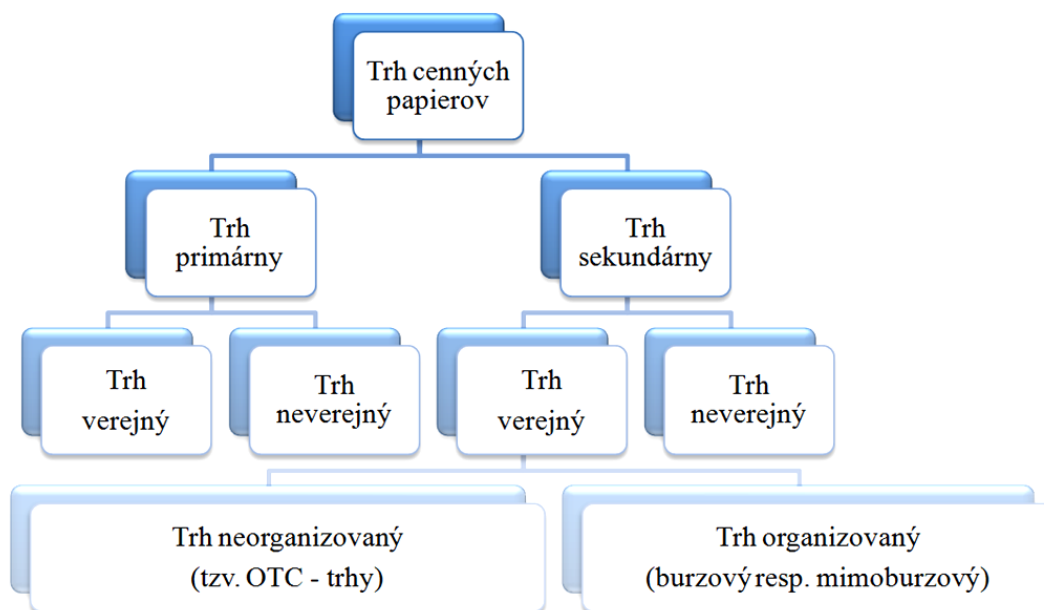 Trh cenných
papierov
Trh
primárny
Trh
sekundárny
Trh
verejný
Trh
neverejný
Trh
verejný
Trh
neverejný
Trh neorganizovaný
(tzv. OTC - trhy)
Trh organizovaný
(burzový resp. mimoburzový)